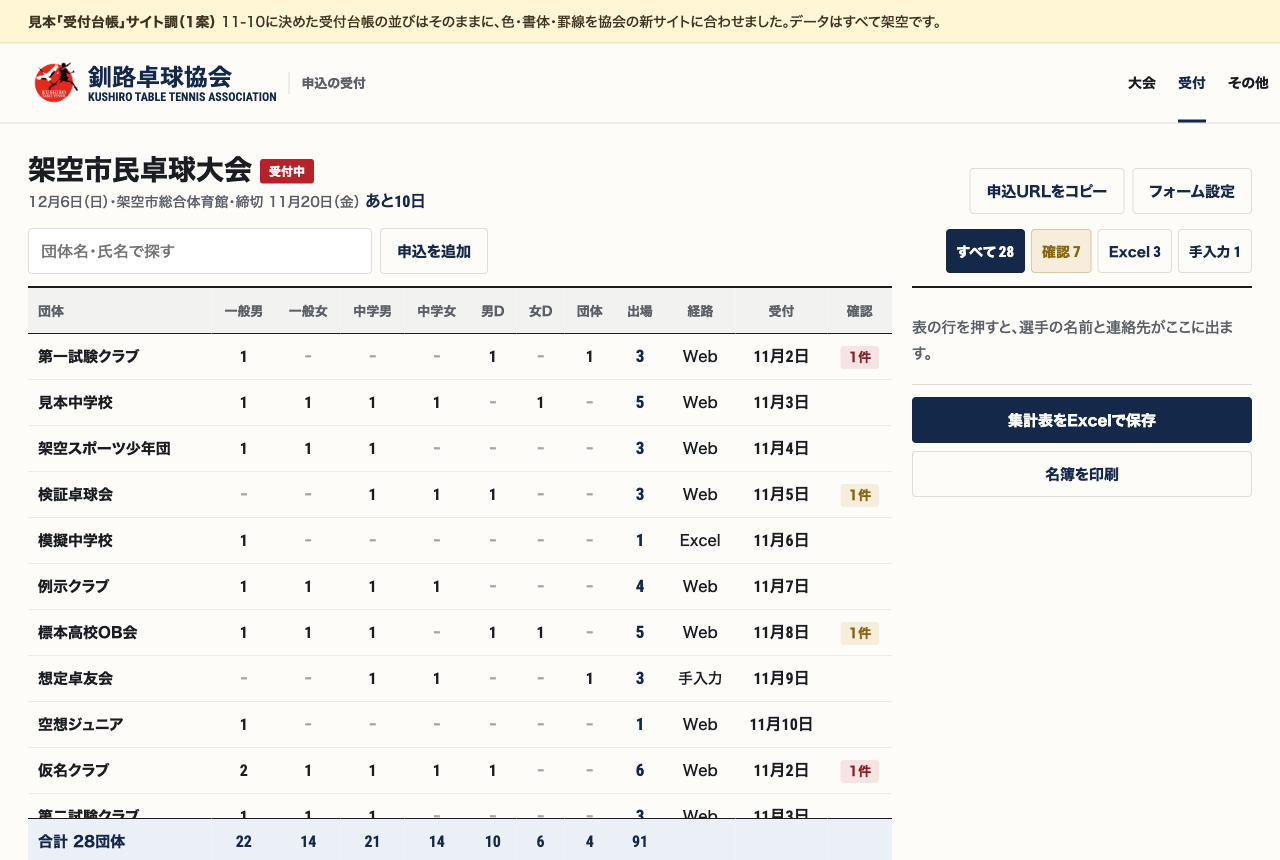 見本「受付台帳」サイト調（1案） 11-10に決めた受付台帳の並びはそのままに、色・書体・罫線を協会の新サイトに合わせました。データはすべて架空です。
釧路卓球協会
KUSHIRO TABLE TENNIS ASSOCIATION
申込の受付
大会 受付 その他
架空市民卓球大会 受付中
12月6日（日）・架空市総合体育館・締切 11月20日（金） あと10日
申込URLをコピー フォーム設定
団体名・氏名で探す 申込を追加
すべて 28 確認 7 Excel 3 手入力 1
団体 一般男 一般女 中学男 中学女 男D 女D 団体 出場 経路 受付 確認
第一試験クラブ 1 – – – 1 – 1 3 Web 11月2日 1件
見本中学校 1 1 1 1 – 1 – 5 Web 11月3日
架空スポーツ少年団 1 1 1 – – – – 3 Web 11月4日
検証卓球会 – – 1 1 1 – – 3 Web 11月5日 1件
模擬中学校 1 – – – – – – 1 Excel 11月6日
例示クラブ 1 1 1 1 – – – 4 Web 11月7日
標本高校OB会 1 1 1 – 1 1 – 5 Web 11月8日 1件
想定卓友会 – – 1 1 – – 1 3 手入力 11月9日
空想ジュニア 1 – – – – – – 1 Web 11月10日
仮名クラブ 2 1 1 1 1 – – 6 Web 11月2日 1件
第二試験クラブ 1 1 1 – – – – 3 Web 11月3日
合計 28団体 22 14 21 14 10 6 4 91
表の行を押すと、選手の名前と連絡先がここに出ま
す。
集計表をExcelで保存
名簿を印刷